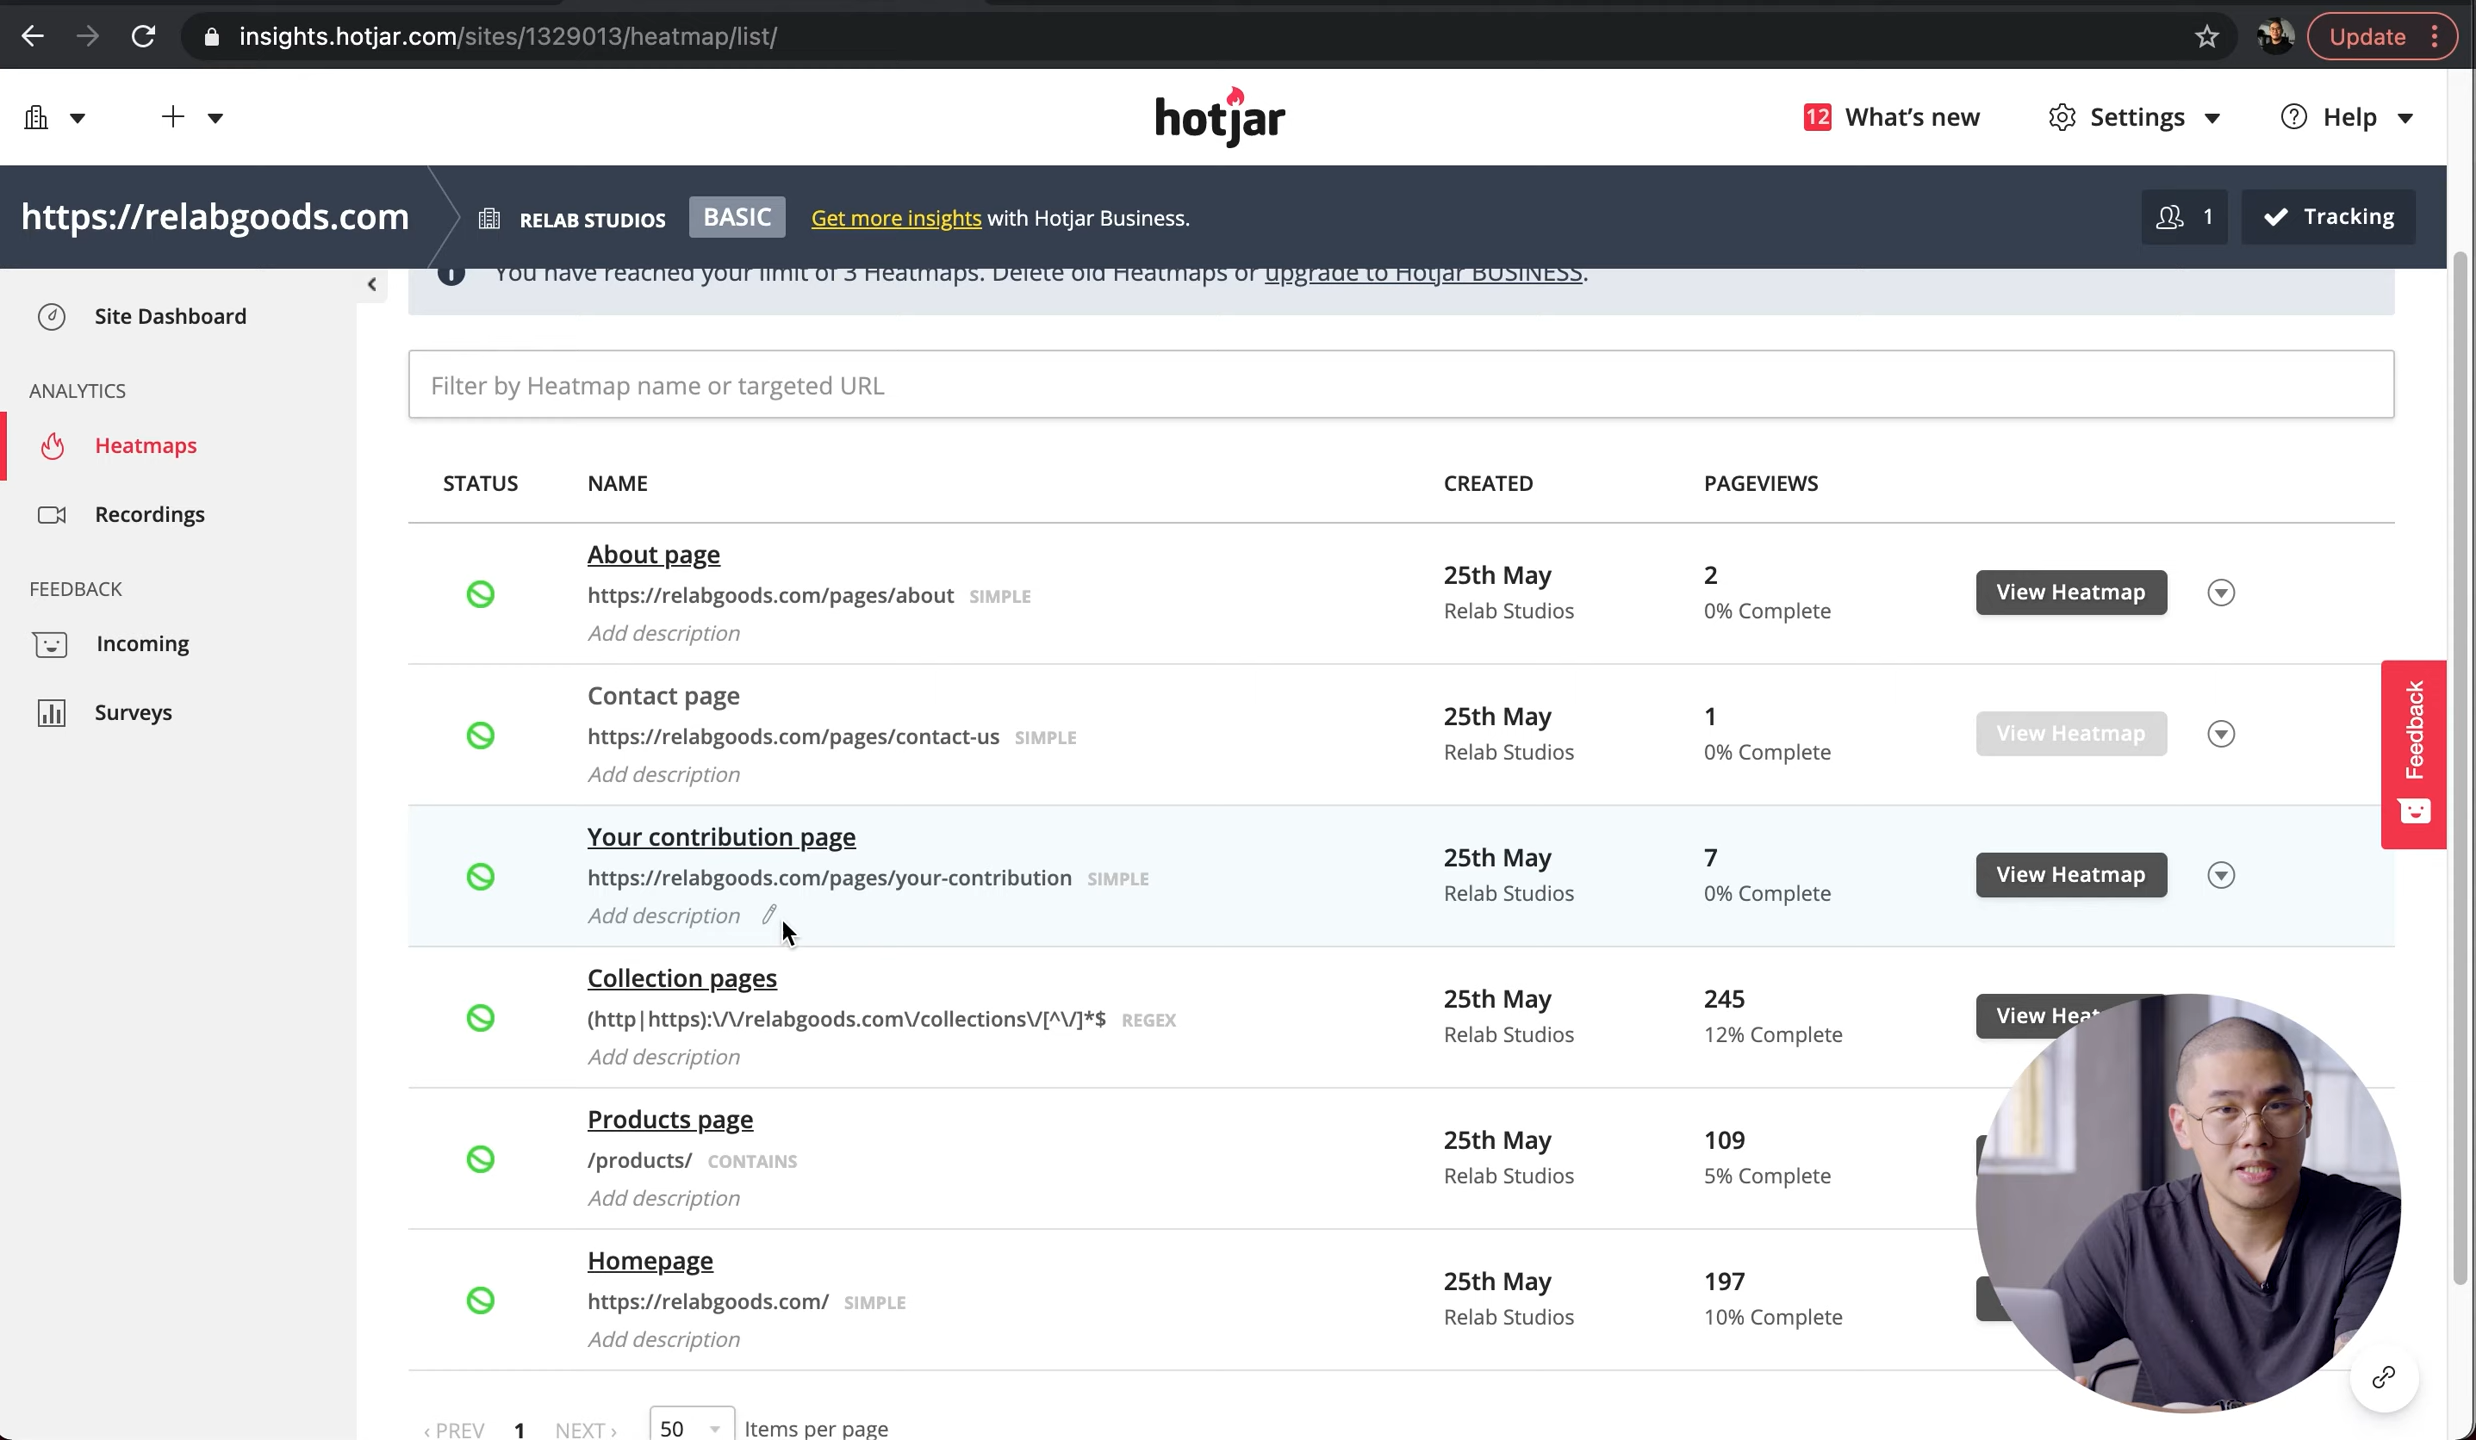 insights.hotjar.com/sites/1329013/heatmap/list/
Update
hotjar
12 What's new
Settings
Help
https://relabgoods.com
RELAB STUDIOS
BASIC
Get more insights with Hotjar Business.
1
Tracking
You have reached your limit of 3 Heatmaps. Delete old Heatmaps or upgrade to Hotjar BUSINESS.
Site Dashboard
ANALYTICS
Heatmaps
Recordings
FEEDBACK
Incoming
Surveys
Filter by Heatmap name or targeted URL
STATUS NAME CREATED PAGEVIEWS
About page
https://relabgoods.com/pages/about SIMPLE
Add description
25th May
Relab Studios
2
0% Complete
View Heatmap
Contact page
https://relabgoods.com/pages/contact-us SIMPLE
Add description
25th May
Relab Studios
1
0% Complete
View Heatmap
Your contribution page
https://relabgoods.com/pages/your-contribution SIMPLE
Add description
25th May
Relab Studios
7
0% Complete
View Heatmap
Collection pages
(http|https):\/\/relabgoods.com\/collections\/[^\/]*$ REGEX
Add description
25th May
Relab Studios
245
12% Complete
View Heat
Products page
/products/ CONTAINS
Add description
25th May
Relab Studios
109
5% Complete
Homepage
https://relabgoods.com/ SIMPLE
Add description
25th May
Relab Studios
197
10% Complete
Feedback
‹ PREV 1 NEXT › 50 Items per page